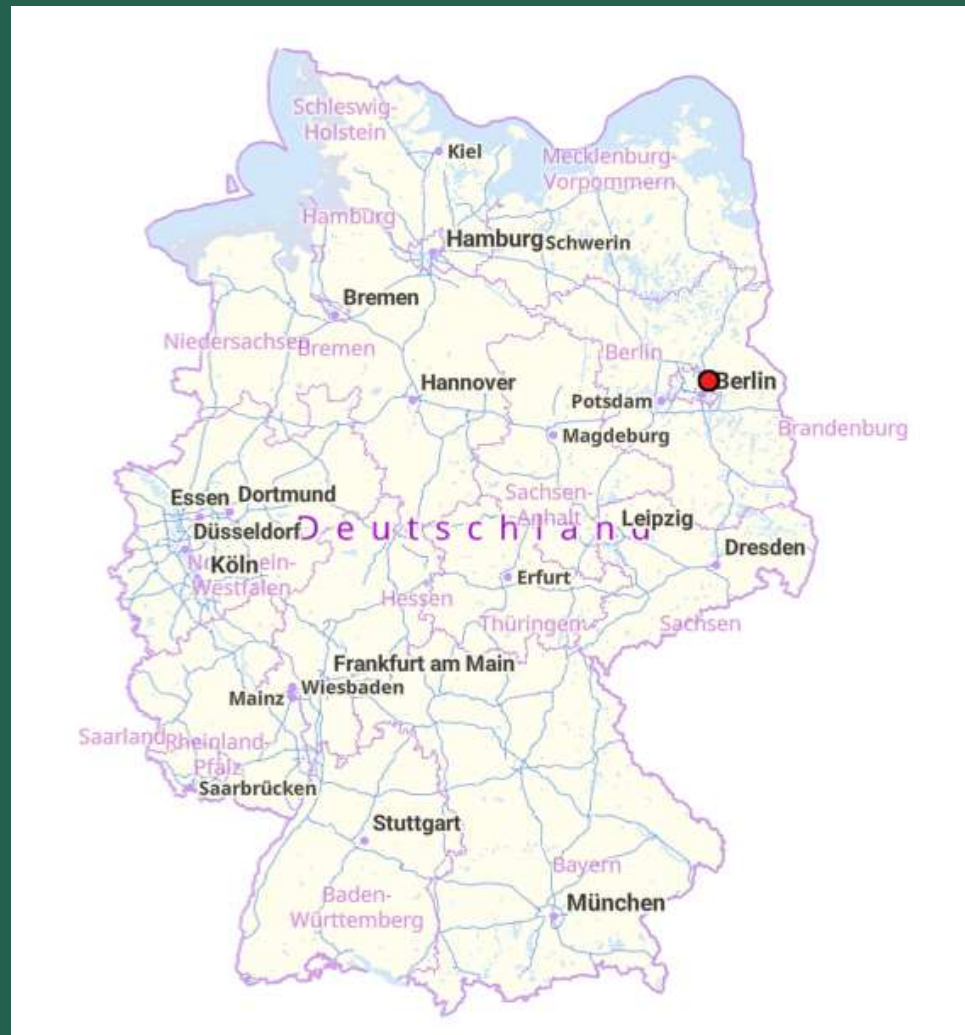 Schleswig-
Holstein
Kiel
Mecklenburg-
Vorpommern
Hamburg
Hamburg
Schwerin
Bremen
Niedersachsen
Bremen
Berlin
Hannover
Berlin
Potsdam
Brandenburg
Magdeburg
Essen
Dortmund
Sachsen-
Anhalt
Deutschland
Leipzig
Düsseldorf
Dresden
Köln
Nordrhein-
Westfalen
Erfurt
Hessen
Thüringen
Sachsen
Frankfurt am Main
Wiesbaden
Mainz
Saarland
Rheinland-
Pfalz
Saarbrücken
Stuttgart
Bayern
Baden-
Württemberg
München